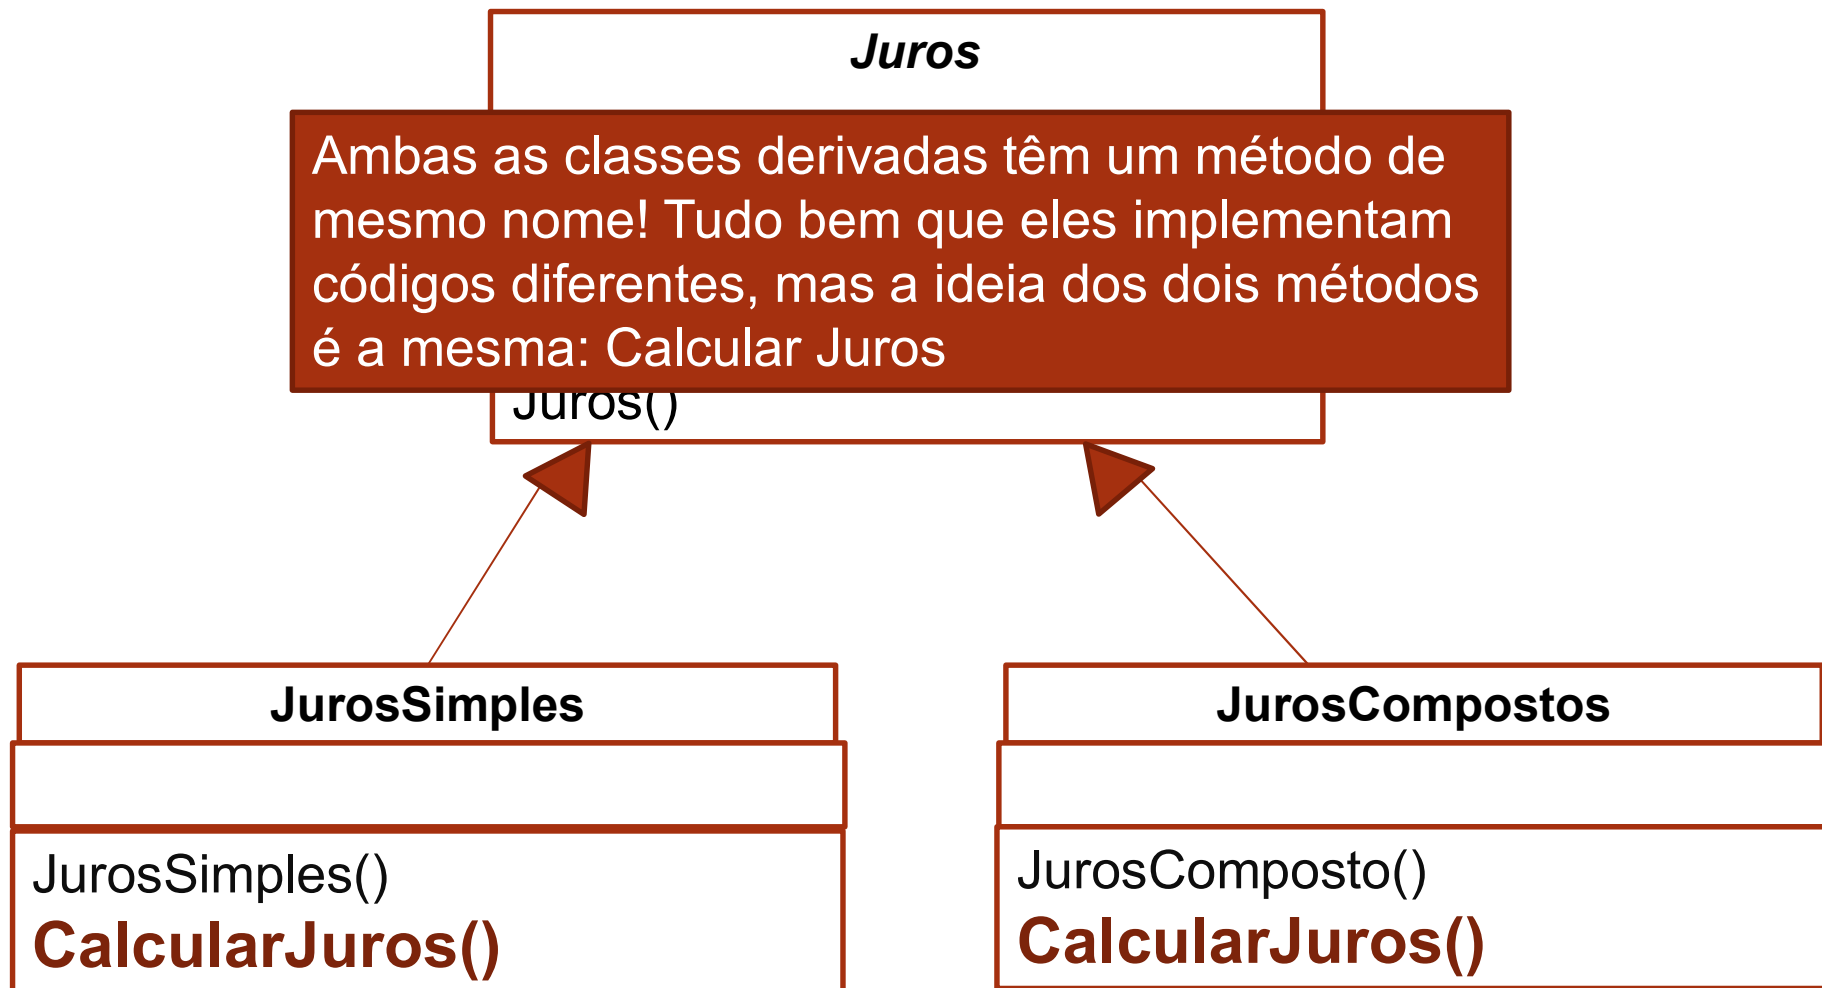 Juros
Ambas as classes derivadas têm um método de
mesmo nome! Tudo bem que eles implementam
códigos diferentes, mas a ideia dos dois métodos
é a mesma: Calcular Juros
Juros()
JurosSimples
JurosSimples()
CalcularJuros()
JurosCompostos
JurosComposto()
CalcularJuros()